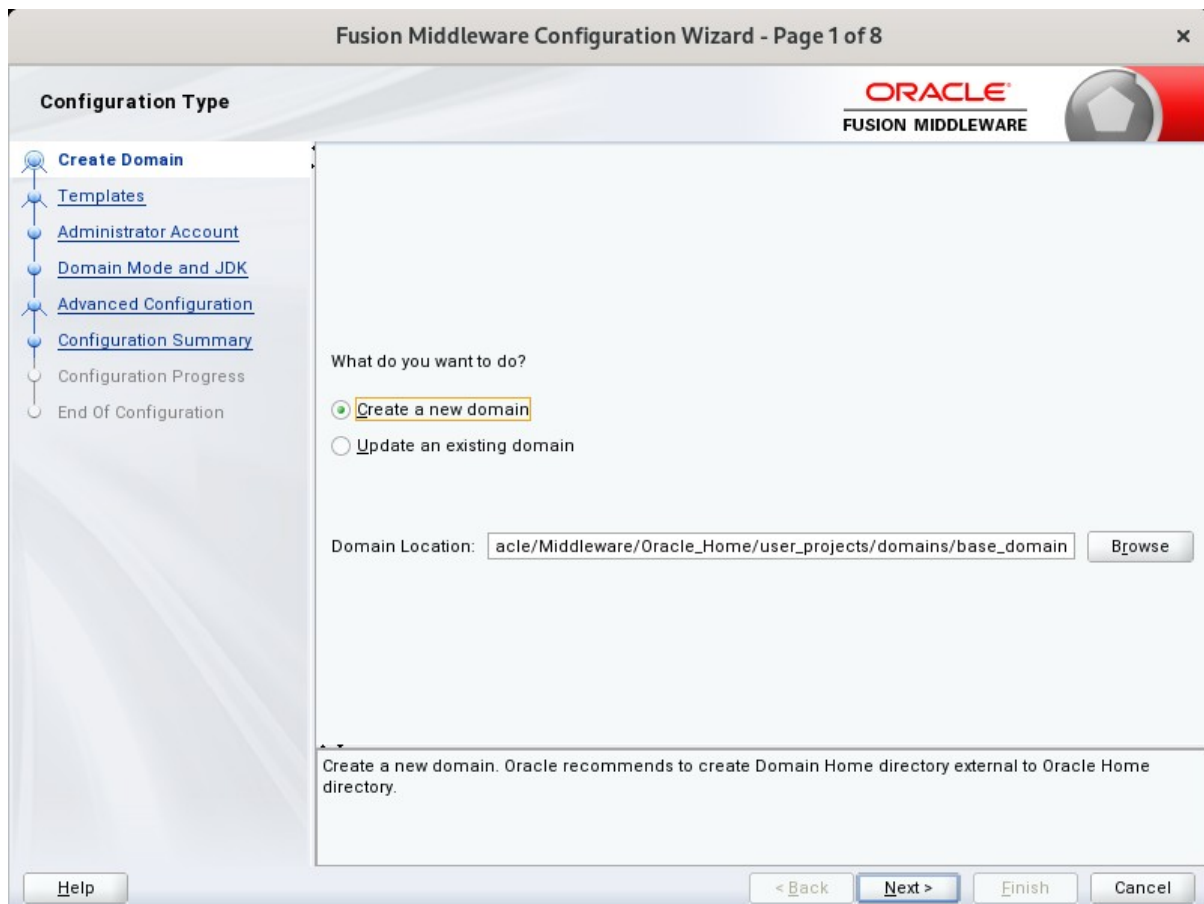 Fusion Middleware Configuration Wizard - Page 1 of 8
×
Configuration Type
ORACLE
FUSION MIDDLEWARE
Create Domain
Templates
Administrator Account
Domain Mode and JDK
Advanced Configuration
Configuration Summary
Configuration Progress
End Of Configuration
What do you want to do?
Create a new domain
Update an existing domain
Domain Location: acle/Middleware/Oracle_Home/user_projects/domains/base_domain Browse
Create a new domain. Oracle recommends to create Domain Home directory external to Oracle Home
directory.
Help < Back Next > Finish Cancel